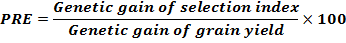 PRE = Genetic gain of selection index / Genetic gain of grain yield × 100